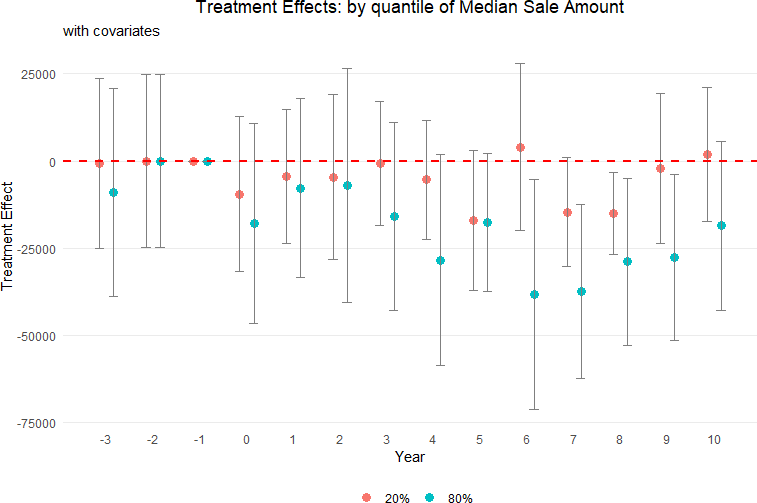 Treatment Effects: by quantile of Median Sale Amount
with covariates
25000
0
-25000
-50000
-75000
Treatment Effect
-3 -2 -1 0 1 2 3 4 5 6 7 8 9 10
Year
20% 80%